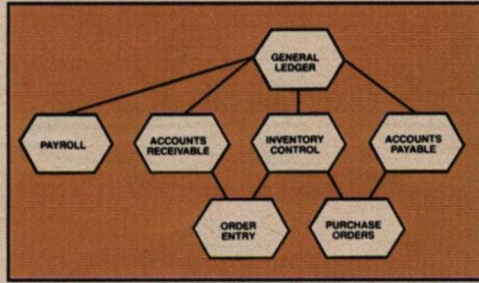 GENERAL
LEDGER
PAYROLL
ACCOUNTS
RECEIVABLE
INVENTORY
CONTROL
ACCOUNTS
PAYABLE
ORDER
ENTRY
PURCHASE
ORDERS